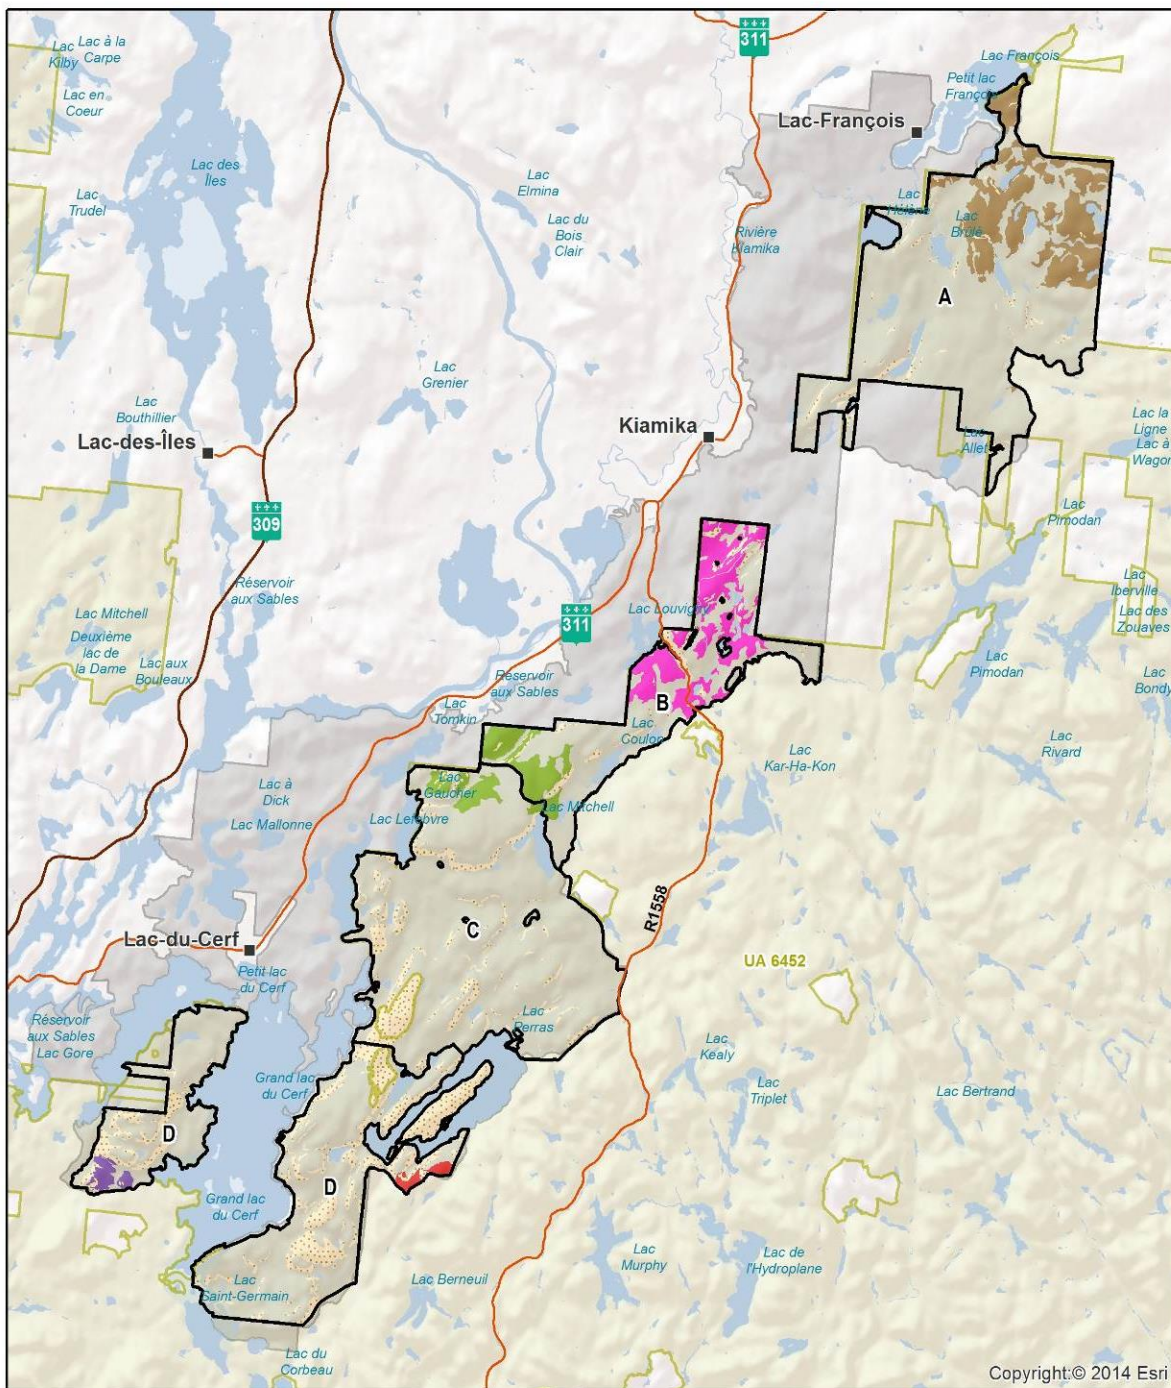 311
Lac
Kilby
Lac à la
Carpe
Lac en
Coeur
Lac François
Petit lac
François
Lac-François
Lac des
Îles
Lac
Trudel
Lac
Elmina
Lac du
Bois
Clair
Lac
Hélène
Lac
Brûlé
Rivière
Kiamika
A
Lac
Grenier
Lac
Bouthillier
Lac-des-Îles
Kiamika
Lac
Allet
Lac la
Ligne
Lac à
Wagon
309
Lac
Pimodan
Réservoir
aux Sables
Lac Mitchell
Deuxième
lac de
la Dame
Lac aux
Bouleaux
311
Lac Louvigny
Lac
Iberville
Lac des
Zouaves
Lac
Pimodan
Lac
Bondy
Réservoir
aux Sables
Lac
Tomkin
B
Lac
Goulon
Lac
Rivard
Lac
Kar-Ha-Kon
Lac à
Dick
Lac
Gaucher
Lac Mallonne
Lac Lefebvre
Lac Mitchell
R1558
C
Lac-du-Cerf
UA 6452
Petit lac
du Cerf
Réservoir
aux Sables
Lac Gore
Lac
Perras
Lac
Kealy
Grand lac
du Cerf
Lac
Triplet
Lac Bertrand
D
D
Grand lac
du Cerf
Lac
Murphy
Lac de
l'Hydroplane
Lac
Saint-Germain
Lac Berneuil
Lac du
Corbeau
Copyright:© 2014 Esri